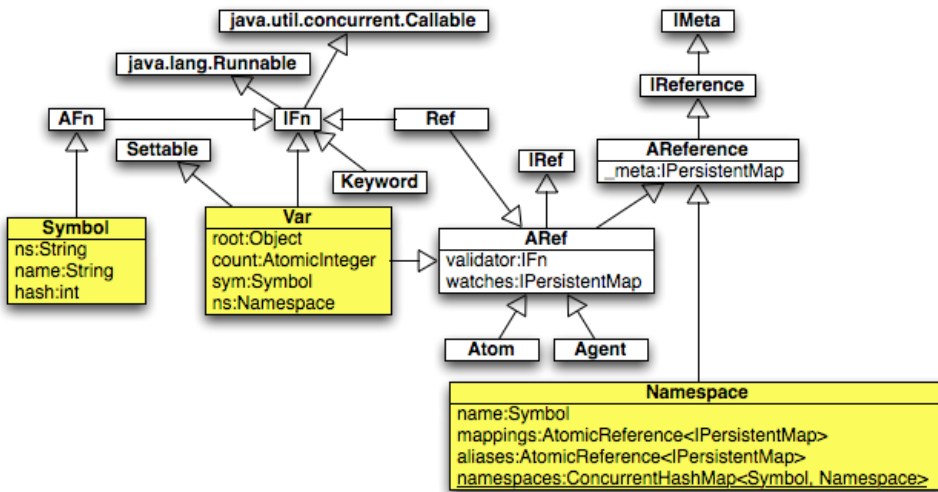 java.util.concurrent.Callable
IMeta
java.lang.Runnable
IReference
AFn
IFn
Ref
AReference
_meta:IPersistentMap
Settable
IRef
Keyword
Symbol
ns:String
name:String
hash:int
Var
root:Object
count:AtomicInteger
sym:Symbol
ns:Namespace
ARef
validator:IFn
watches:IPersistentMap
Atom
Agent
Namespace
name:Symbol
mappings:AtomicReference<IPersistentMap>
aliases:AtomicReference<IPersistentMap>
namespaces:ConcurrentHashMap<Symbol, Namespace>